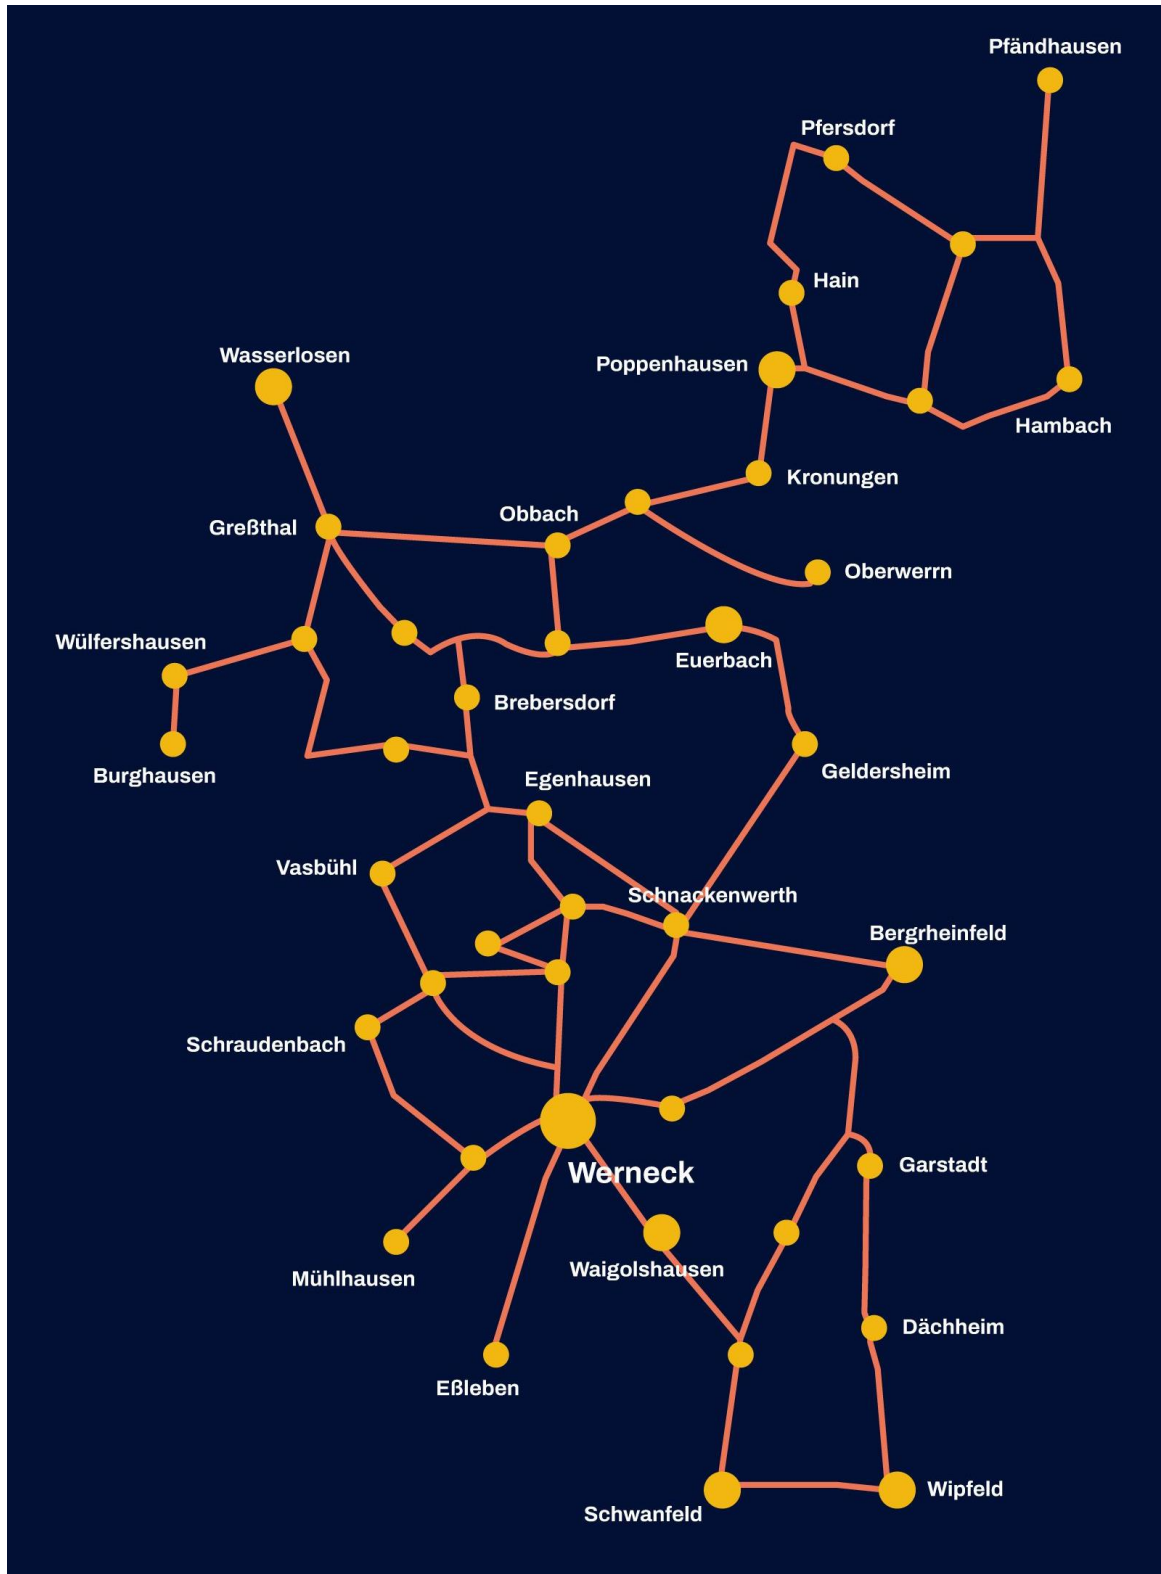 Pfändhausen
Pfersdorf
Hain
Wasserlosen
Poppenhausen
Hambach
Kronungen
Obbach
Greßthal
Oberwerrn
Wülfershausen
Euerbach
Brebersdorf
Burghausen
Geldersheim
Egenhausen
Vasbühl
Schnackenwerth
Bergrheinfeld
Schraudenbach
Werneck
Garstadt
Mühlhausen
Waigolshausen
Dächheim
Eßleben
Wipfeld
Schwanfeld